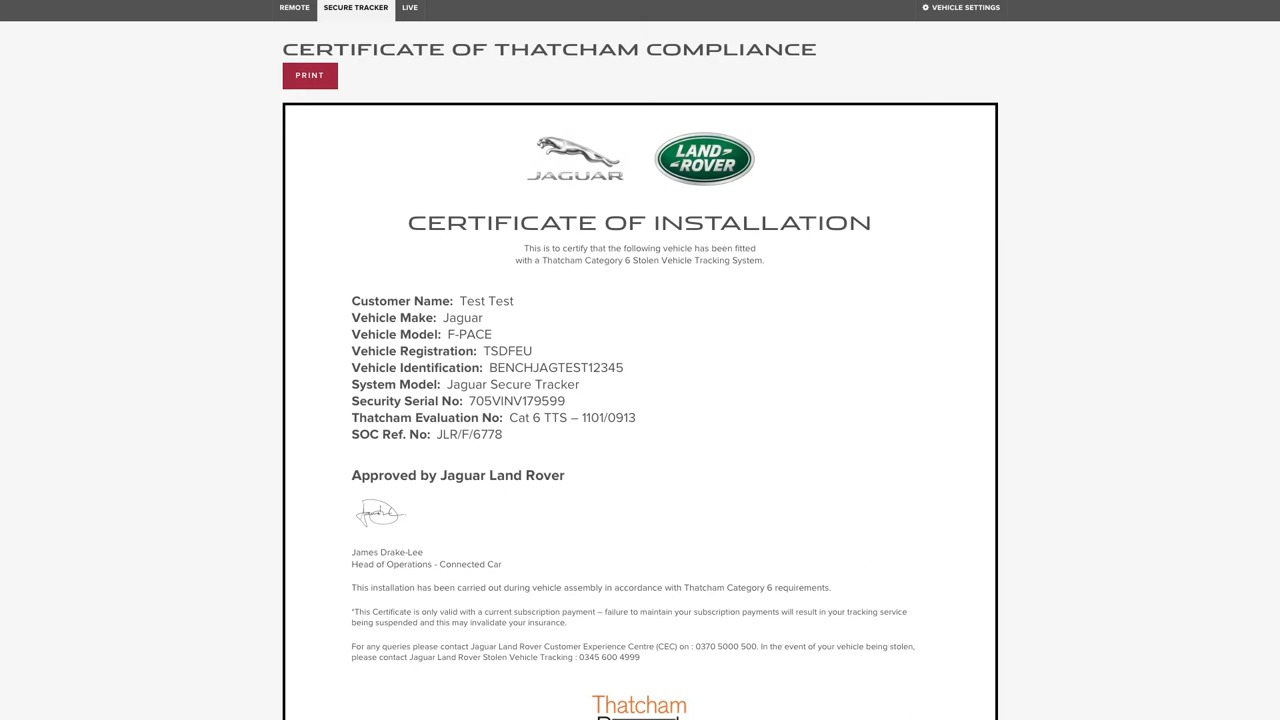 REMOTE SECURE TRACKER LIVE VEHICLE SETTINGS
CERTIFICATE OF THATCHAM COMPLIANCE
PRINT
JAGUAR
LAND
ROVER
CERTIFICATE OF INSTALLATION
This is to certify that the following vehicle has been fitted
with a Thatcham Category 6 Stolen Vehicle Tracking System.
Customer Name: Test Test
Vehicle Make: Jaguar
Vehicle Model: F-PACE
Vehicle Registration: TSDFEU
Vehicle Identification: BENCHJAGTEST12345
System Model: Jaguar Secure Tracker
Security Serial No: 705VINV179599
Thatcham Evaluation No: Cat 6 TTS – 1101/0913
SOC Ref. No: JLR/F/6778
Approved by Jaguar Land Rover
James Drake-Lee
Head of Operations - Connected Car
This installation has been carried out during vehicle assembly in accordance with Thatcham Category 6 requirements.
*This Certificate is only valid with a current subscription payment – failure to maintain your subscription payments will result in your tracking service
being suspended and this may invalidate your insurance.
For any queries please contact Jaguar Land Rover Customer Experience Centre (CEC) on : 0370 5000 500. In the event of your vehicle being stolen,
please contact Jaguar Land Rover Stolen Vehicle Tracking : 0345 600 4999
Thatcham